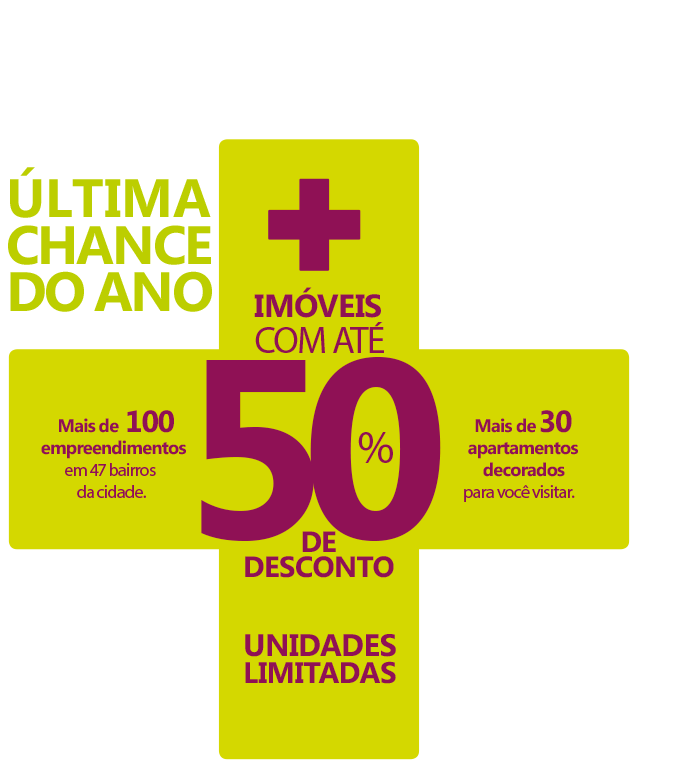 ÚLTIMA
CHANCE
DO ANO
+
IMÓVEIS
COM ATÉ
50%
DE
DESCONTO
Mais de 100
empreendimentos
em 47 bairros
da cidade.
Mais de 30
apartamentos
decorados
para você visitar.
UNIDADES
LIMITADAS